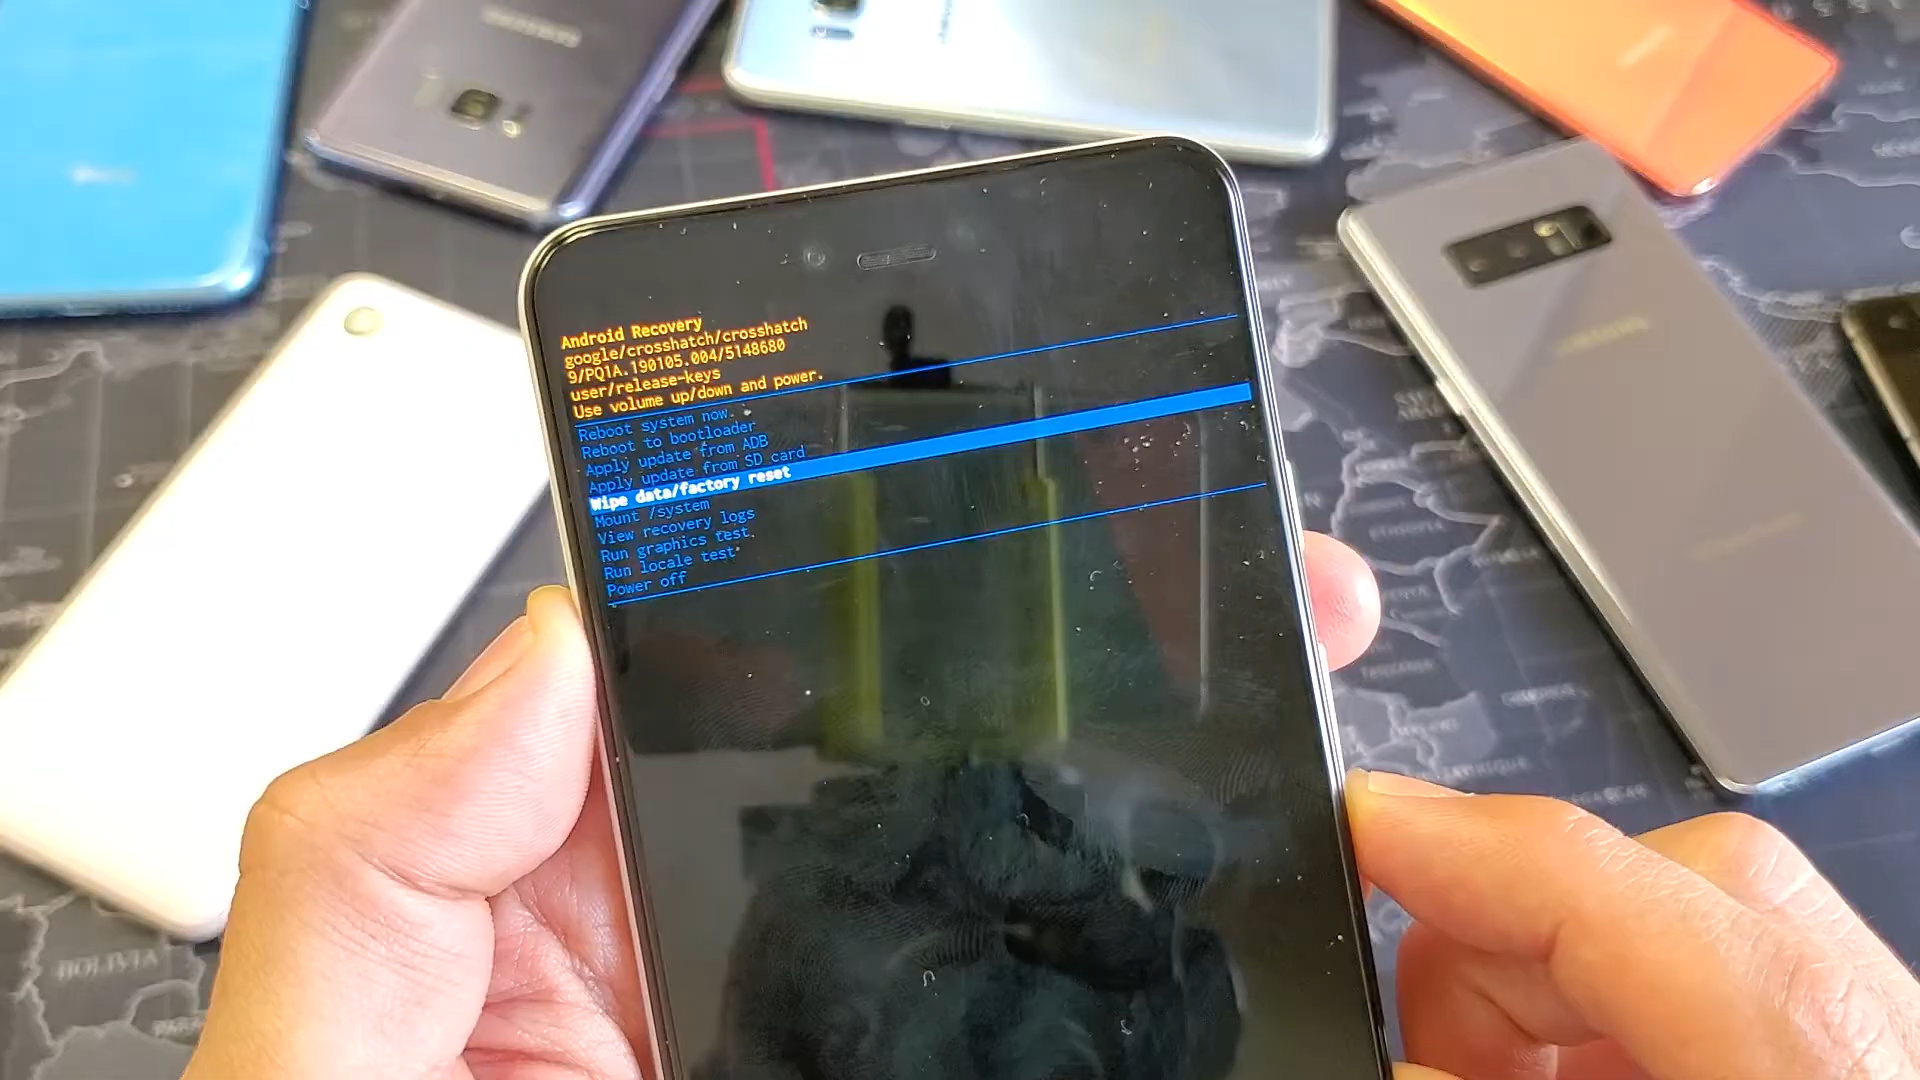 Android Recovery
google/crosshatch/crosshatch
9/PQ1A.190105.004/5148680
user/release-keys
Use volume up/down and power.
Reboot system now
Reboot to bootloader
Apply update from ADB
Apply update from SD card
Wipe data/factory reset
Mount /system
View recovery logs
Run graphics test
Run locale test
Power off
BOLIVIA